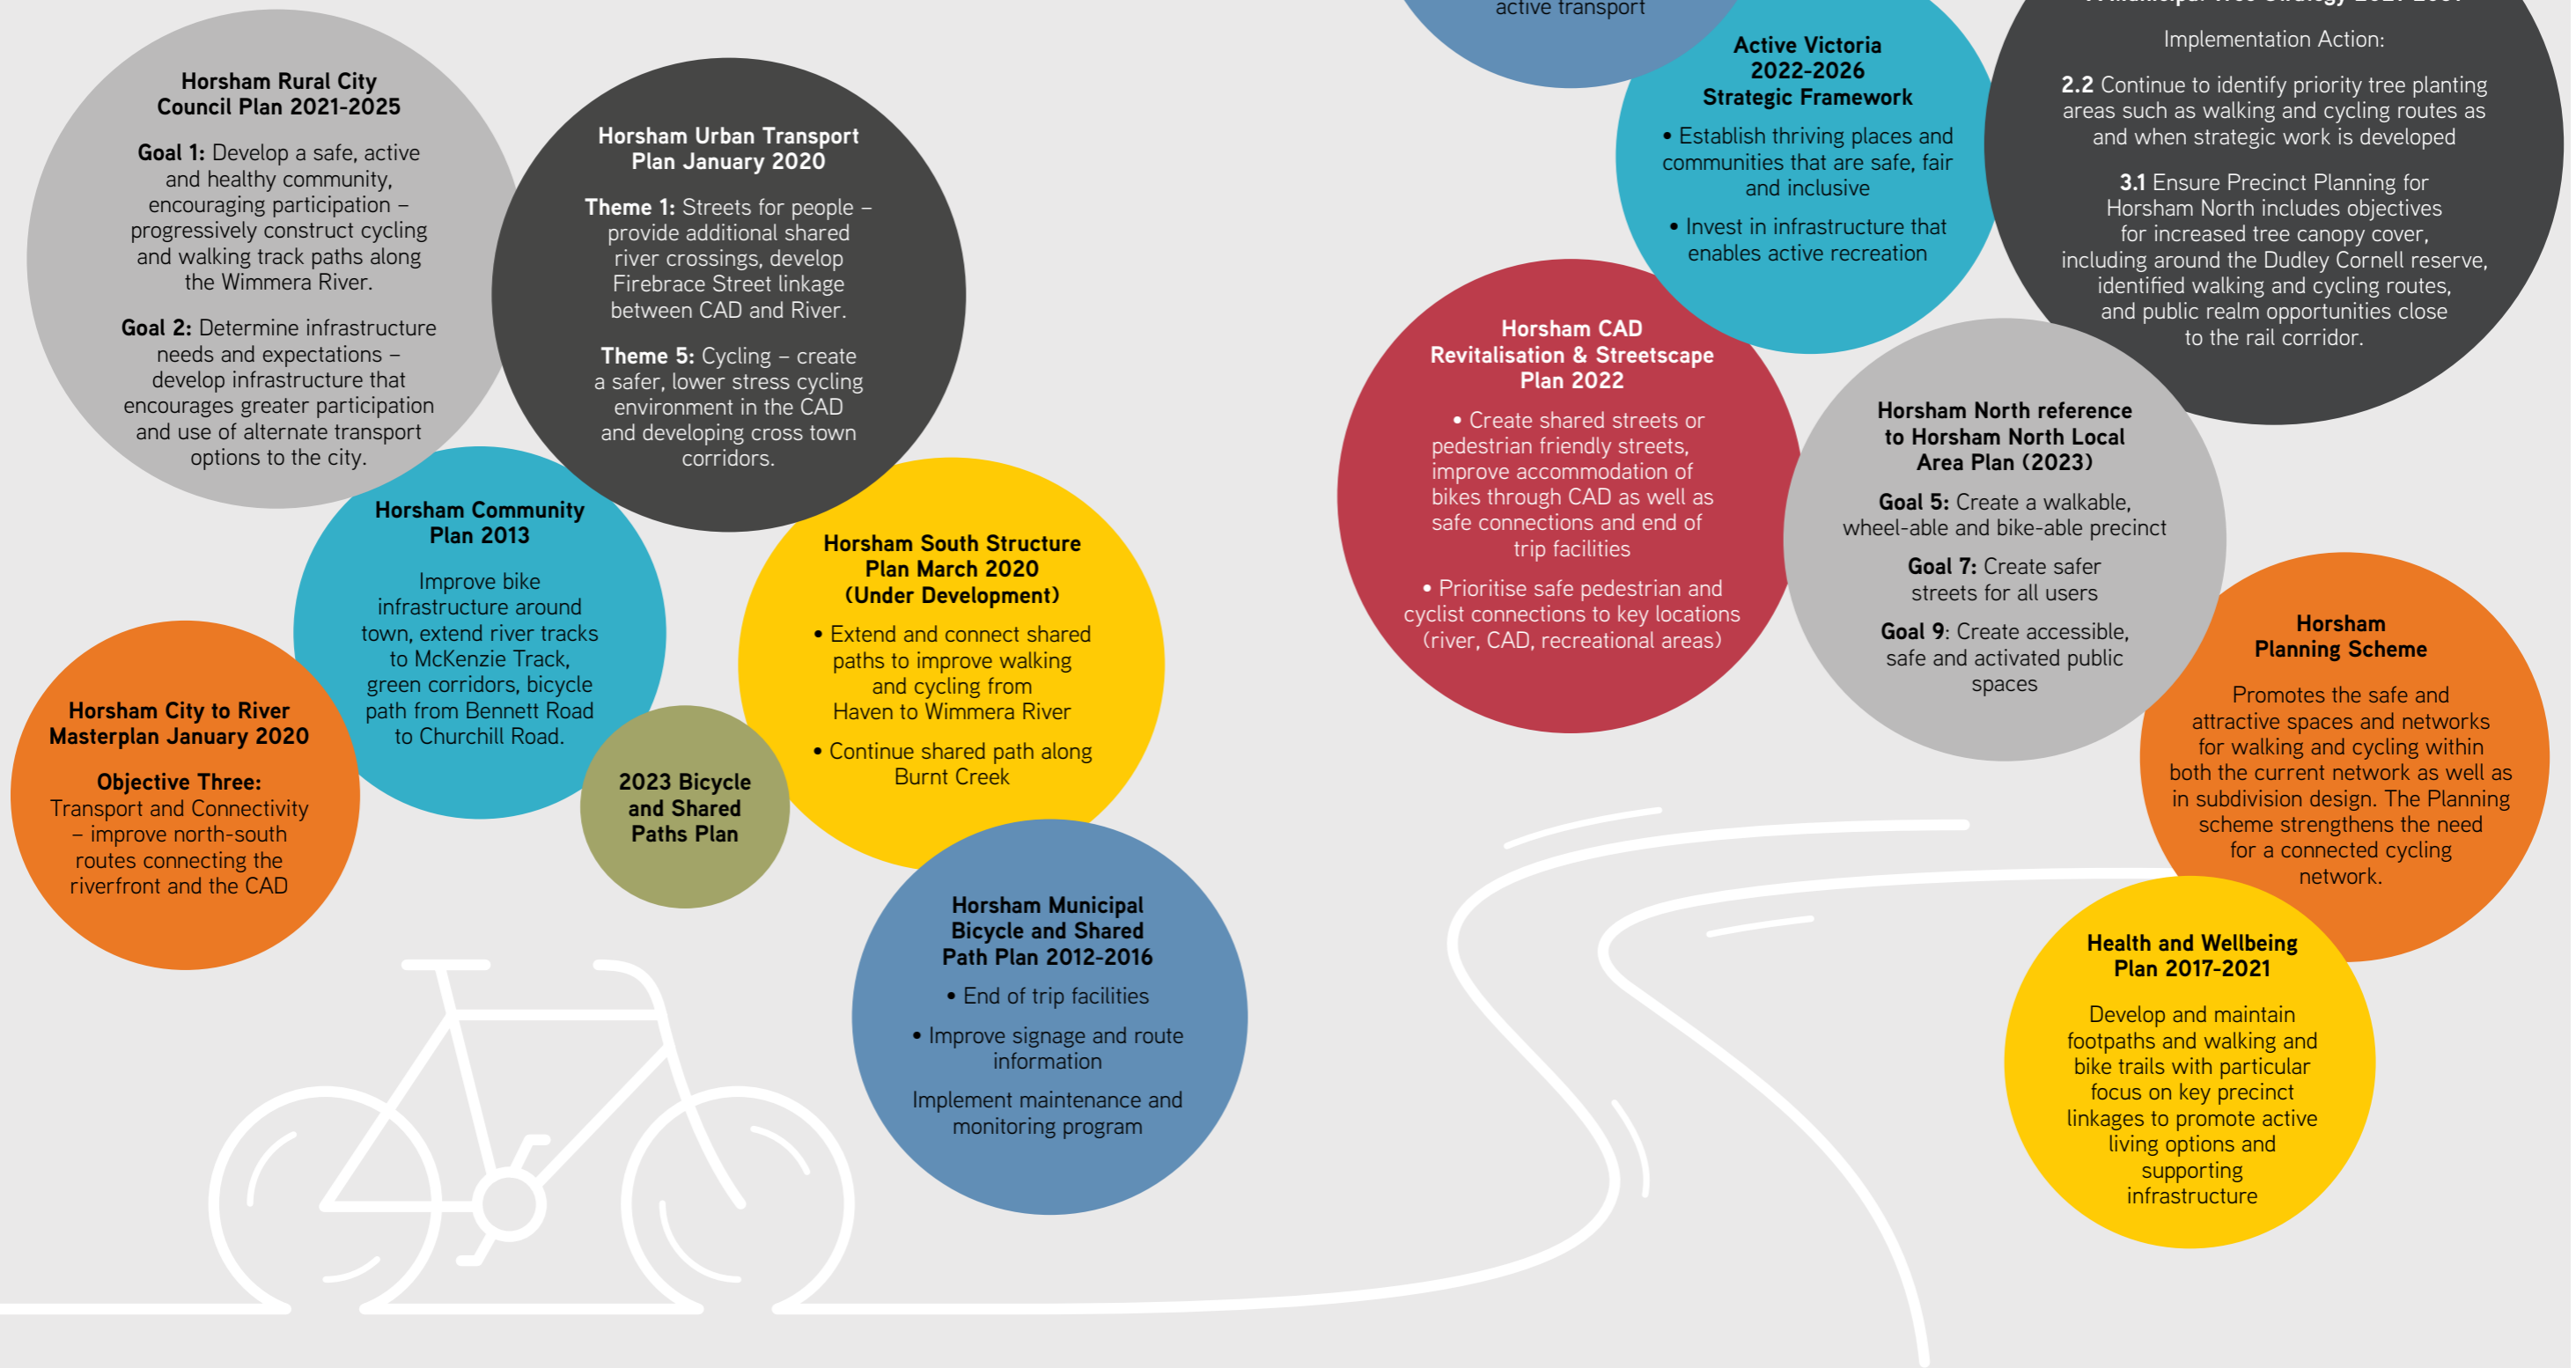 Horsham Rural City
Council Plan 2021-2025
Goal 1: Develop a safe, active
and healthy community,
encouraging participation –
progressively construct cycling
and walking track paths along
the Wimmera River.
Goal 2: Determine infrastructure
needs and expectations –
develop infrastructure that
encourages greater participation
and use of alternate transport
options to the city.
Horsham Urban Transport
Plan January 2020
Theme 1: Streets for people –
provide additional shared
river crossings, develop
Firebrace Street linkage
between CAD and River.
Theme 5: Cycling – create
a safer, lower stress cycling
environment in the CAD
and developing cross town
corridors.
Horsham Community
Plan 2013
Improve bike
infrastructure around
town, extend river tracks
to McKenzie Track,
green corridors, bicycle
path from Bennett Road
to Churchill Road.
Horsham City to River
Masterplan January 2020
Objective Three:
Transport and Connectivity
– improve north-south
routes connecting the
riverfront and the CAD
2023 Bicycle
and Shared
Paths Plan
Horsham South Structure
Plan March 2020
(Under Development)
• Extend and connect shared
paths to improve walking
and cycling from
Haven to Wimmera River
• Continue shared path along
Burnt Creek
Horsham Municipal
Bicycle and Shared
Path Plan 2012-2016
• End of trip facilities
• Improve signage and route
information
Implement maintenance and
monitoring program
active transport
Active Victoria
2022-2026
Strategic Framework
• Establish thriving places and
communities that are safe, fair
and inclusive
• Invest in infrastructure that
enables active recreation
Implementation Action:
2.2 Continue to identify priority tree planting
areas such as walking and cycling routes as
and when strategic work is developed
3.1 Ensure Precinct Planning for
Horsham North includes objectives
for increased tree canopy cover,
including around the Dudley Cornell reserve,
identified walking and cycling routes,
and public realm opportunities close
to the rail corridor.
Horsham CAD
Revitalisation & Streetscape
Plan 2022
• Create shared streets or
pedestrian friendly streets,
improve accommodation of
bikes through CAD as well as
safe connections and end of
trip facilities
• Prioritise safe pedestrian and
cyclist connections to key locations
(river, CAD, recreational areas)
Horsham North reference
to Horsham North Local
Area Plan (2023)
Goal 5: Create a walkable,
wheel-able and bike-able precinct
Goal 7: Create safer
streets for all users
Goal 9: Create accessible,
safe and activated public
spaces
Horsham
Planning Scheme
Promotes the safe and
attractive spaces and networks
for walking and cycling within
both the current network as well as
in subdivision design. The Planning
scheme strengthens the need
for a connected cycling
network.
Health and Wellbeing
Plan 2017-2021
Develop and maintain
footpaths and walking and
bike trails with particular
focus on key precinct
linkages to promote active
living options and
supporting
infrastructure